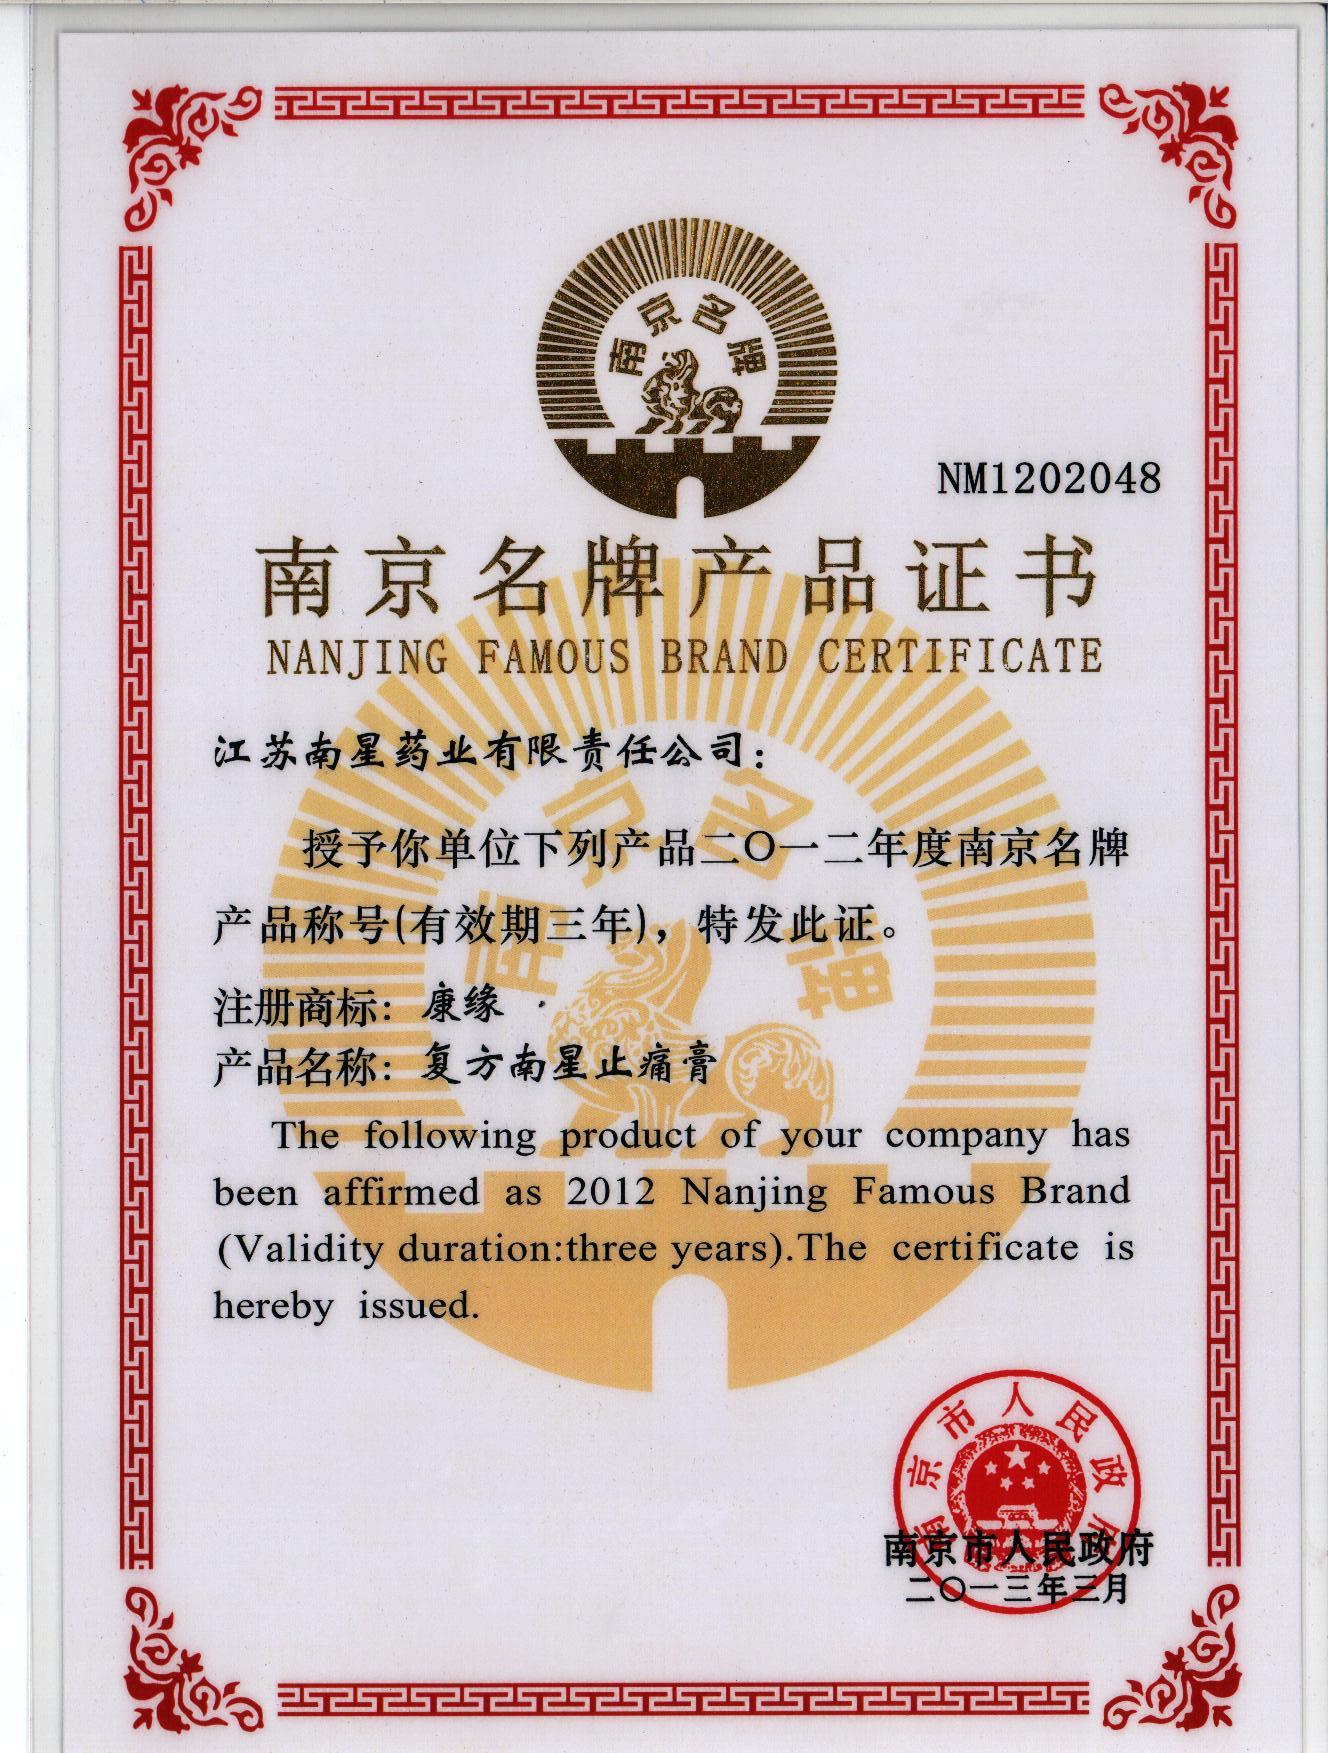 南京名牌
NM1202048
南京名牌产品证书
NANJING FAMOUS BRAND CERTIFICATE
江苏南星药业有限责任公司：
授予你单位下列产品二〇一二年度南京名牌
产品称号(有效期三年)，特发此证。
注册商标：康缘
产品名称：复方南星止痛膏
The following product of your company has
been affirmed as 2012 Nanjing Famous Brand
(Validity duration:three years).The certificate is
hereby issued.
南京名牌
南京市人民政府
南京市人民政府
二〇一三年三月